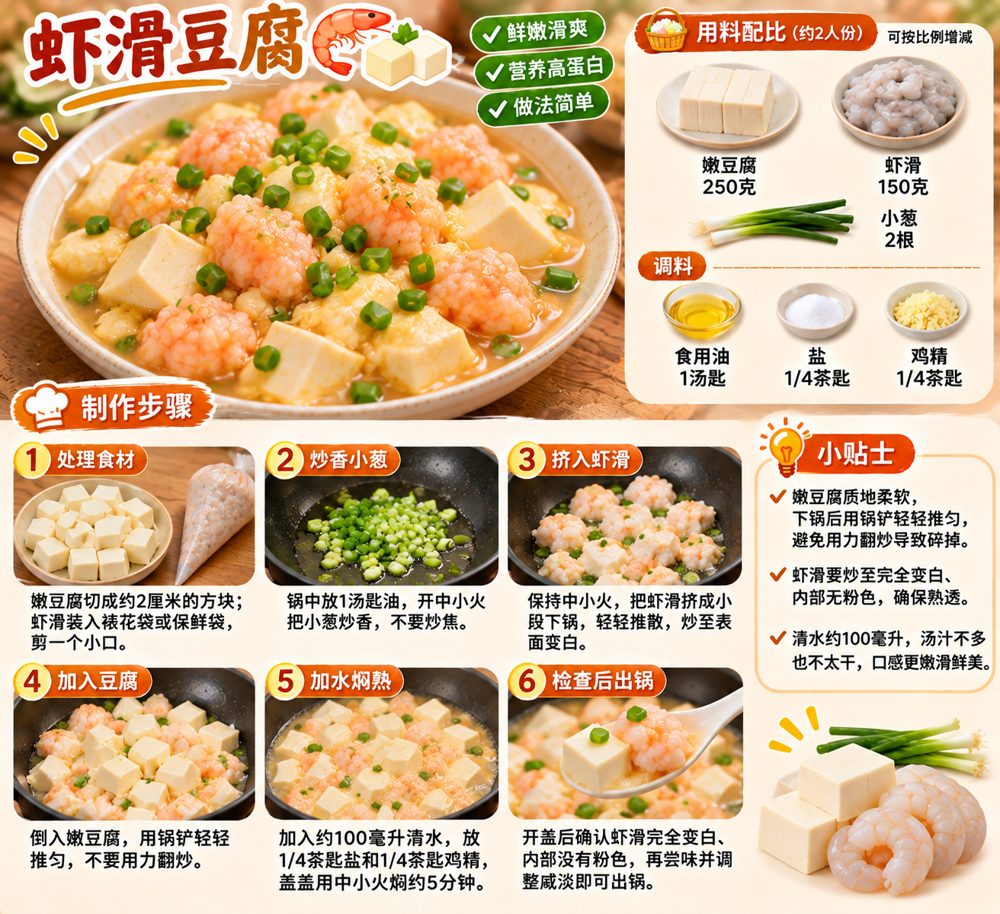 虾滑豆腐
鲜嫩滑爽
营养高蛋白
做法简单
用料配比（约2人份）
可按比例增减
嫩豆腐
250克
虾滑
150克
小葱
2根
调料
食用油
1汤匙
盐
1/4茶匙
鸡精
1/4茶匙
制作步骤
1 处理食材
嫩豆腐切成约2厘米的方块；
虾滑装入裱花袋或保鲜袋，
剪一个小口。
2 炒香小葱
锅中放1汤匙油，开中小火
把小葱炒香，不要炒焦。
3 挤入虾滑
保持中小火，把虾滑挤成小
段下锅，轻轻推散，炒至表
面变白。
4 加入豆腐
倒入嫩豆腐，用锅铲轻轻
推匀，不要用力翻炒。
5 加水焖熟
加入约100毫升清水，放
1/4茶匙盐和1/4茶匙鸡精，
盖盖用中小火焖约5分钟。
6 检查后出锅
开盖后确认虾滑完全变白、
内部没有粉色，再尝味并调
整咸淡即可出锅。
小贴士
嫩豆腐质地柔软，
下锅后用锅铲轻轻推匀，
避免用力翻炒导致碎掉。
虾滑要炒至完全变白、
内部无粉色，确保熟透。
清水约100毫升，汤汁不多
也不太干，口感更嫩滑鲜美。